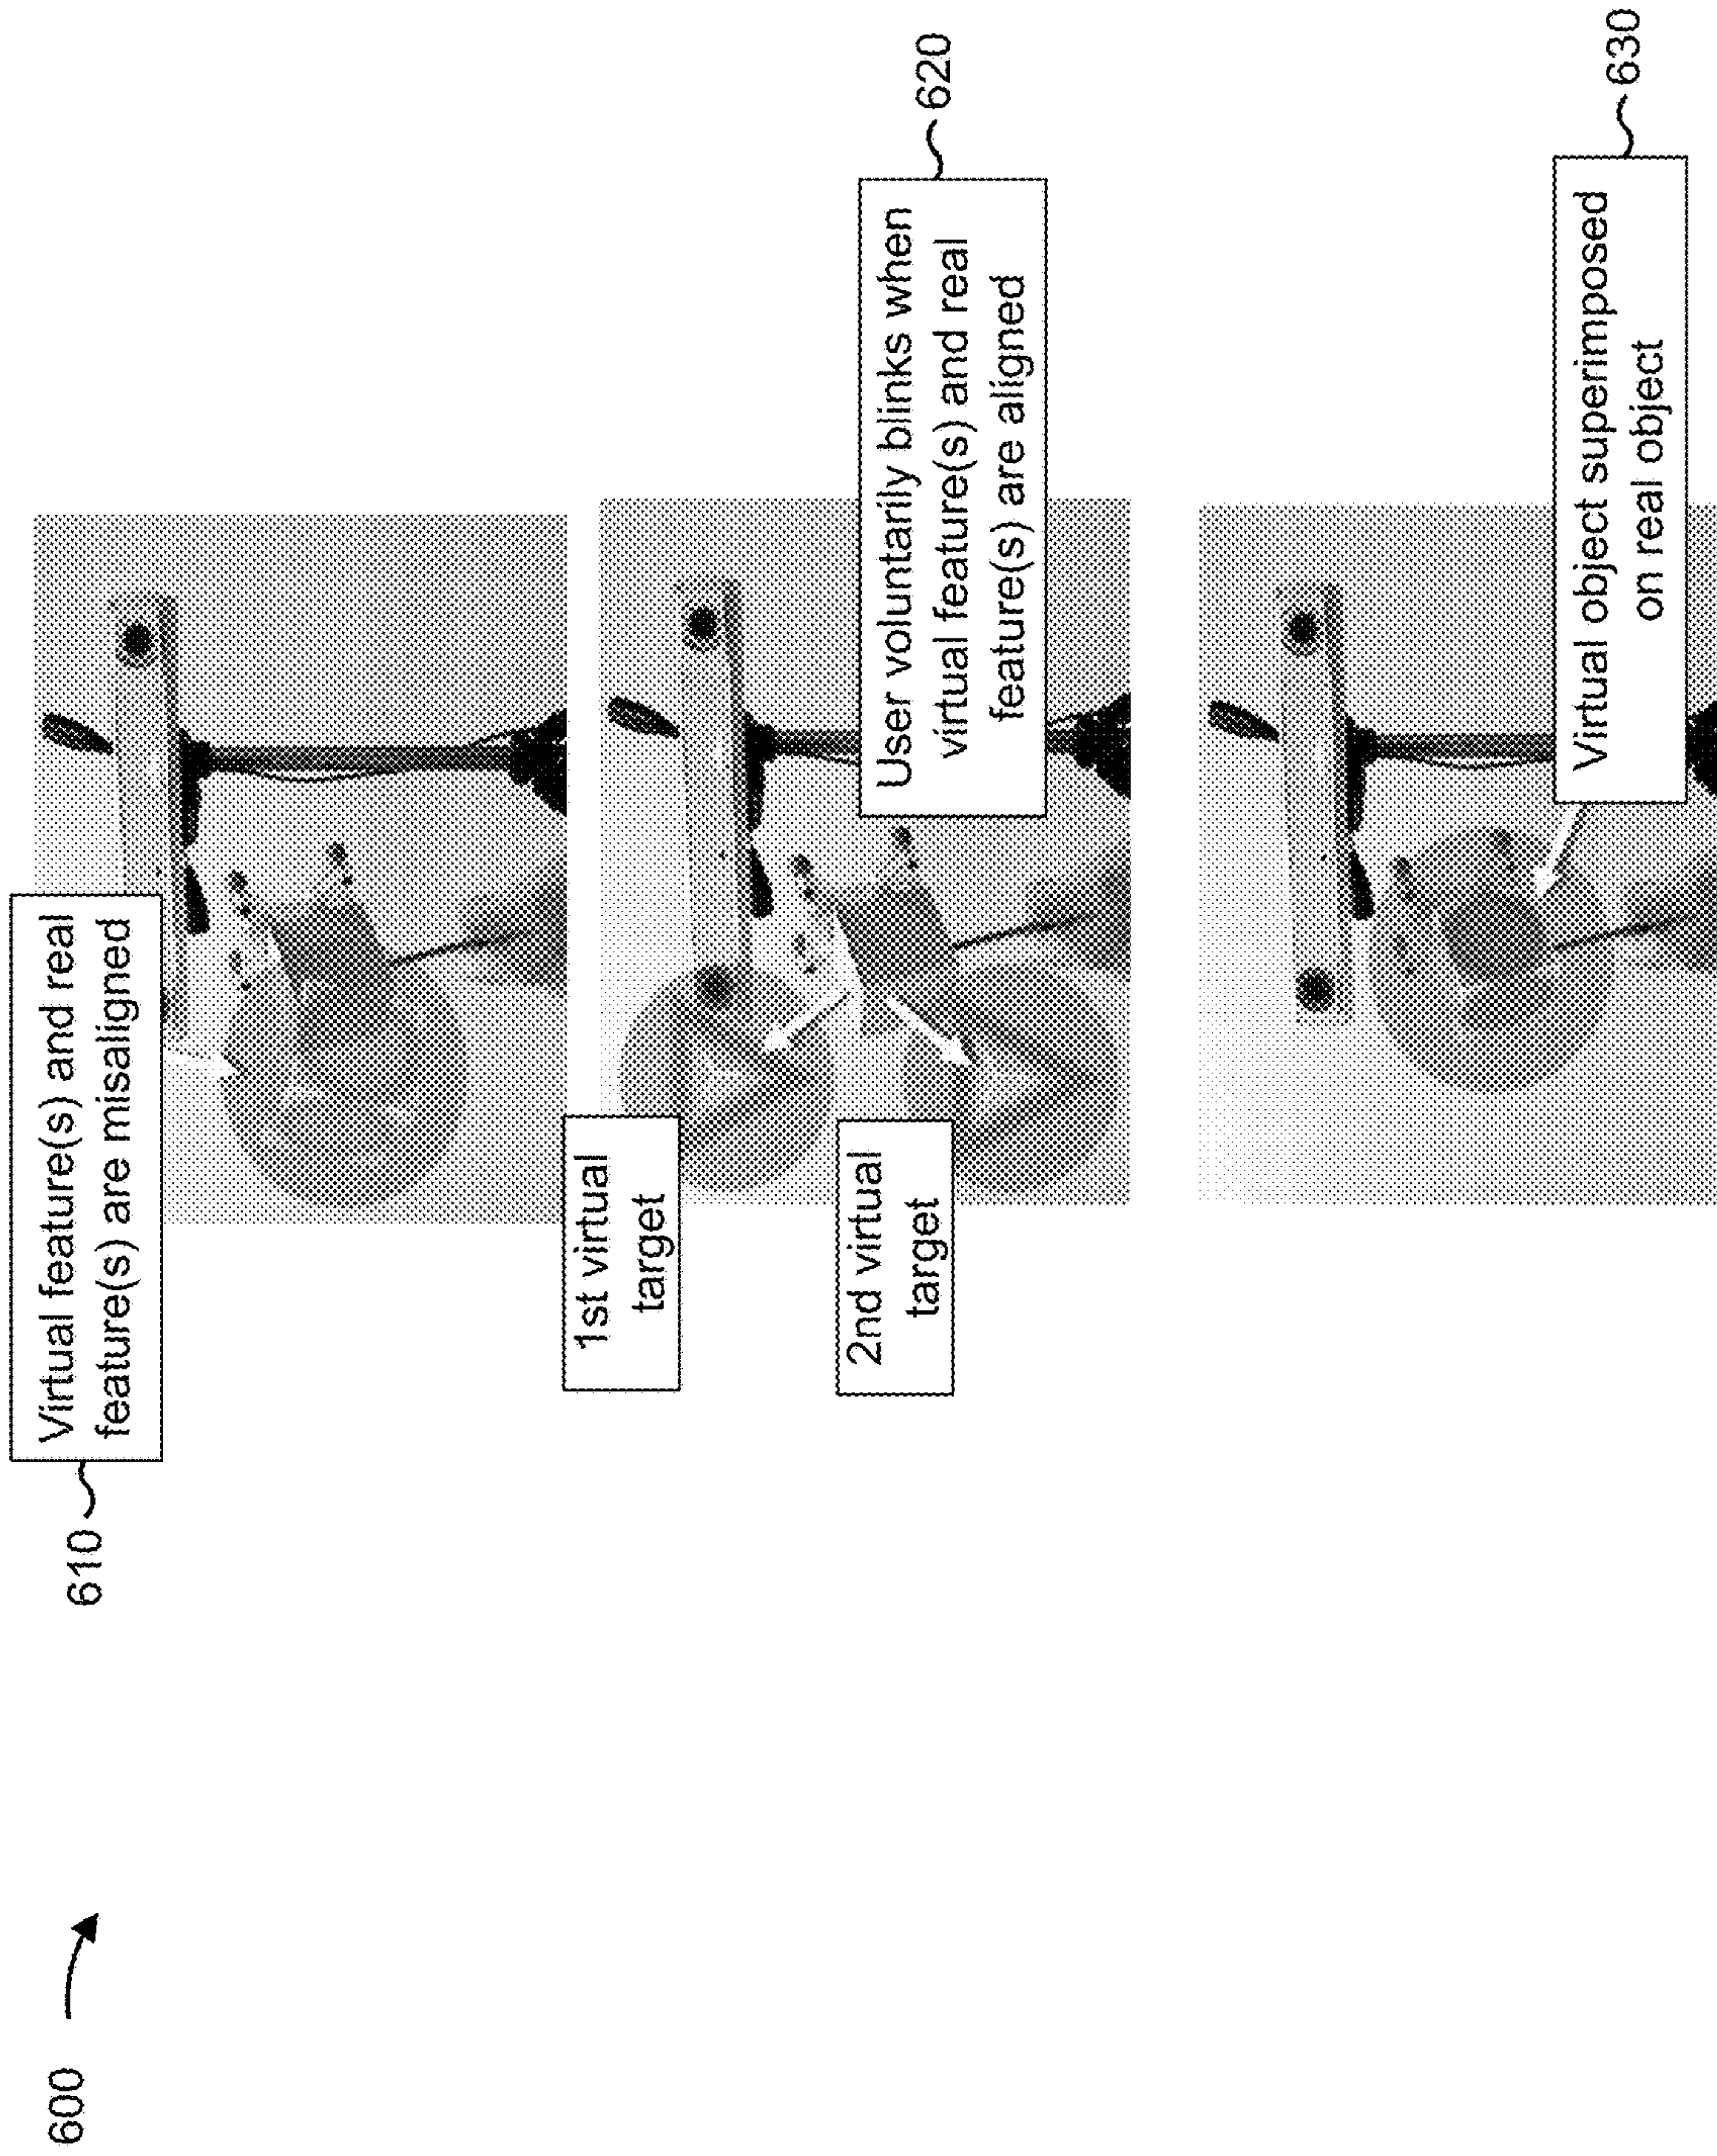 600
610
Virtual feature(s) and real
feature(s) are misaligned
1st virtual
target
2nd virtual
target
User voluntarily blinks when
virtual feature(s) and real
feature(s) are aligned
620
Virtual object superimposed
on real object
630